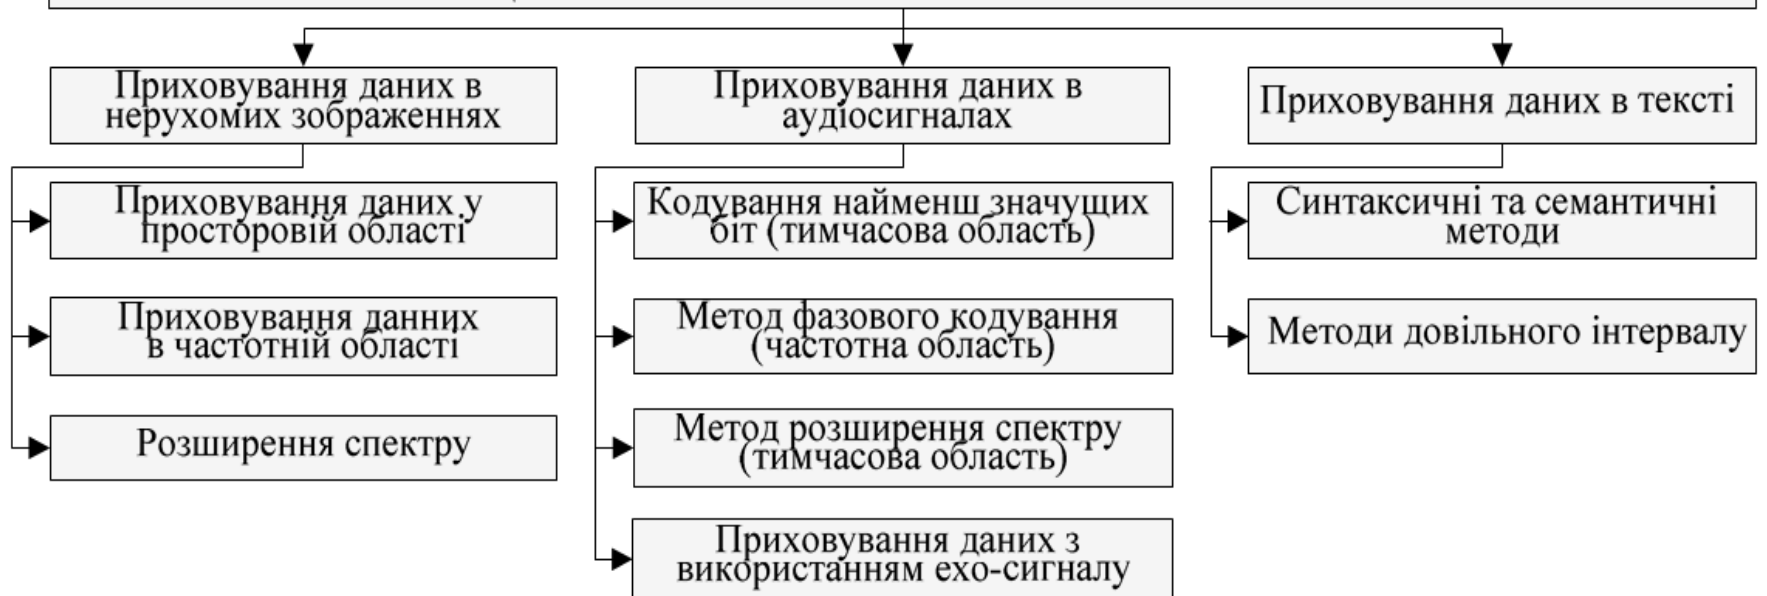 Приховування даних в
нерухомих зображеннях
Приховування даних в
аудіосигналах
Приховування даних в тексті
Приховування даних у
просторовій області
Кодування найменш значущих
біт (тимчасова область)
Синтаксичні та семантичні
методи
Приховування данних
в частотній області
Метод фазового кодування
(частотна область)
Методи довільного інтервалу
Розширення спектру
Метод розширення спектру
(тимчасова область)
Приховування даних з
використанням ехо-сигналу